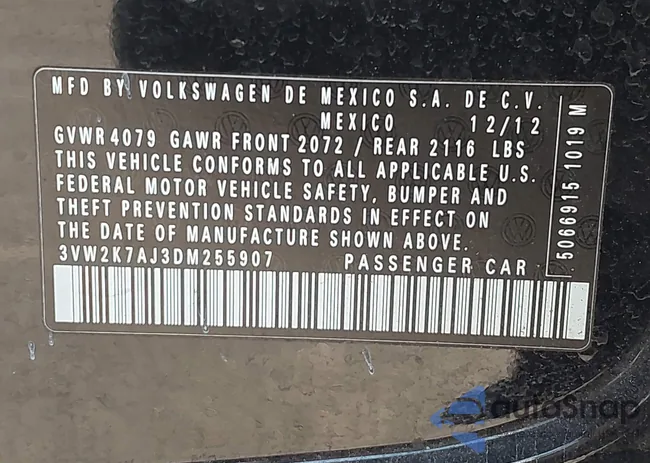 MFD BY VOLKSWAGEN DE MEXICO S.A. DE C.V.
MEXICO 12/12
GVWR 4079 GAWR FRONT 2072 / REAR 2116 LBS
THIS VEHICLE CONFORMS TO ALL APPLICABLE U.S.
FEDERAL MOTOR VEHICLE SAFETY, BUMPER AND
THEFT PREVENTION STANDARDS IN EFFECT ON
THE DATE OF MANUFACTURE SHOWN ABOVE.
3VW2K7AJ3DM255907 PASSENGER CAR
5066915 1019 M
autoSnap